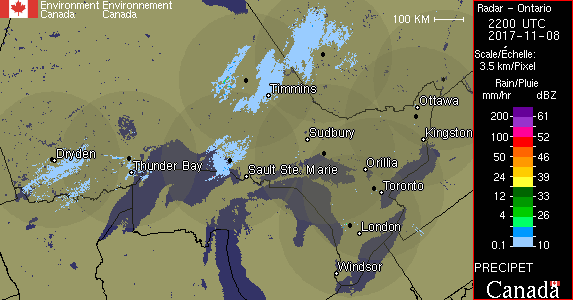 Environment Environnement
Canada Canada
100 KM
Timmins
Ottawa
Sudbury
Kingston
Dryden
Thunder Bay
Sault Ste. Marie
Orillia
Toronto
London
Windsor
Radar - Ontario
2200 UTC
2017-11-08
Scale/Échelle:
3.5 km/Pixel
Rain/Pluie
mm/hr dBZ
200 61
100 52
50 46
24 39
12 33
4 26
0.1 10
PRECIPET
Canada